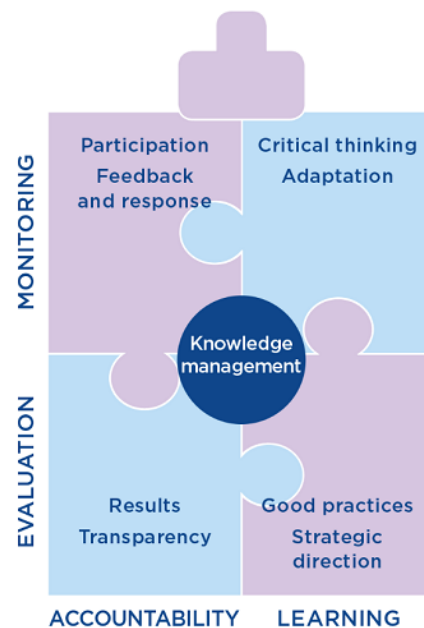 MONITORING
Participation
Feedback
and response
Critical thinking
Adaptation
Knowledge
management
EVALUATION
Results
Transparency
Good practices
Strategic
direction
ACCOUNTABILITY
LEARNING